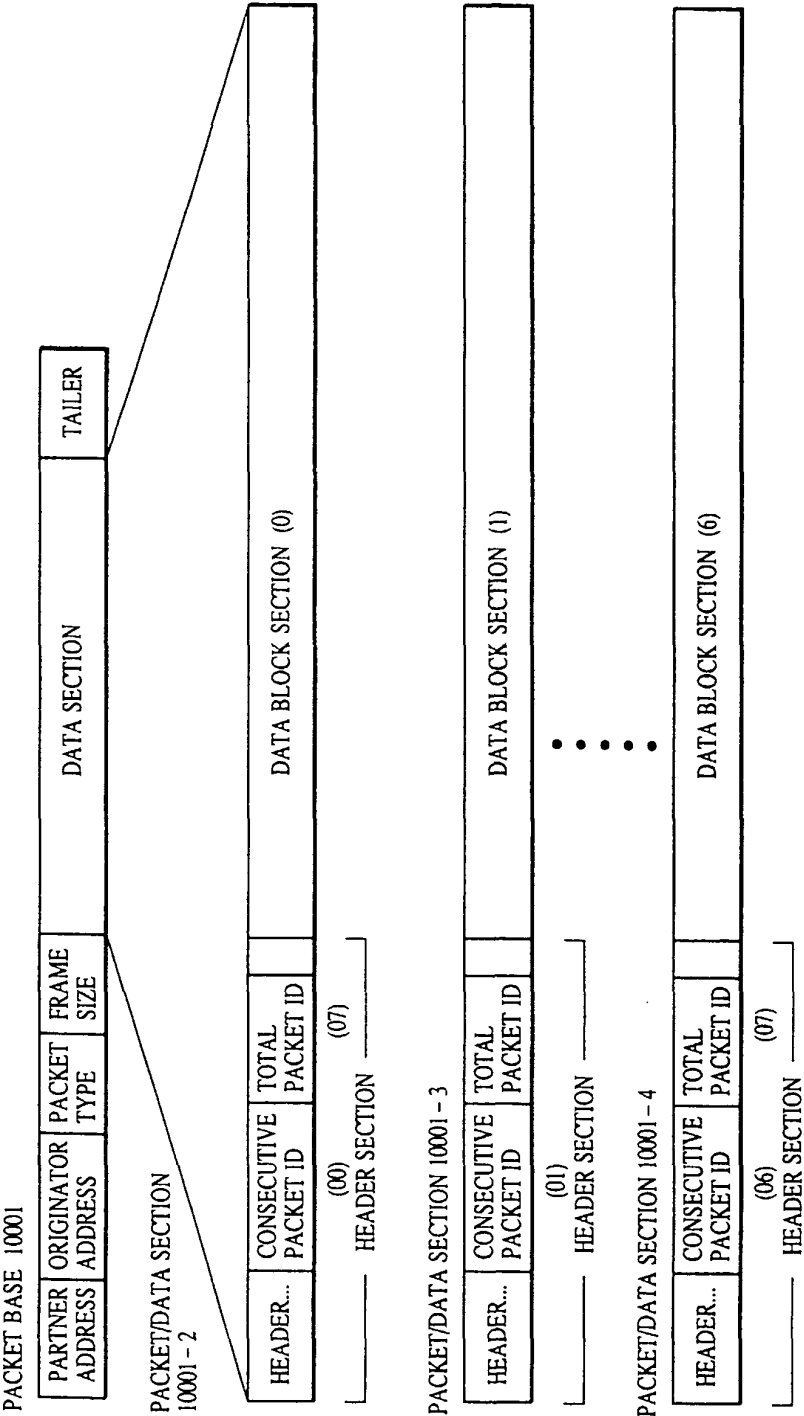 PACKET BASE 10001
PARTNER
ADDRESS
ORIGINATOR
ADDRESS
PACKET
TYPE
FRAME
SIZE
DATA SECTION
TAILER
PACKET/DATA SECTION
10001-2
HEADER...
CONSECUTIVE
PACKET ID
TOTAL
PACKET ID
DATA BLOCK SECTION (0)
(00)
(07)
HEADER SECTION
PACKET/DATA SECTION 10001-3
HEADER...
CONSECUTIVE
PACKET ID
TOTAL
PACKET ID
DATA BLOCK SECTION (1)
(01)
HEADER SECTION
PACKET/DATA SECTION 10001-4
HEADER...
CONSECUTIVE
PACKET ID
TOTAL
PACKET ID
DATA BLOCK SECTION (6)
(06)
(07)
HEADER SECTION